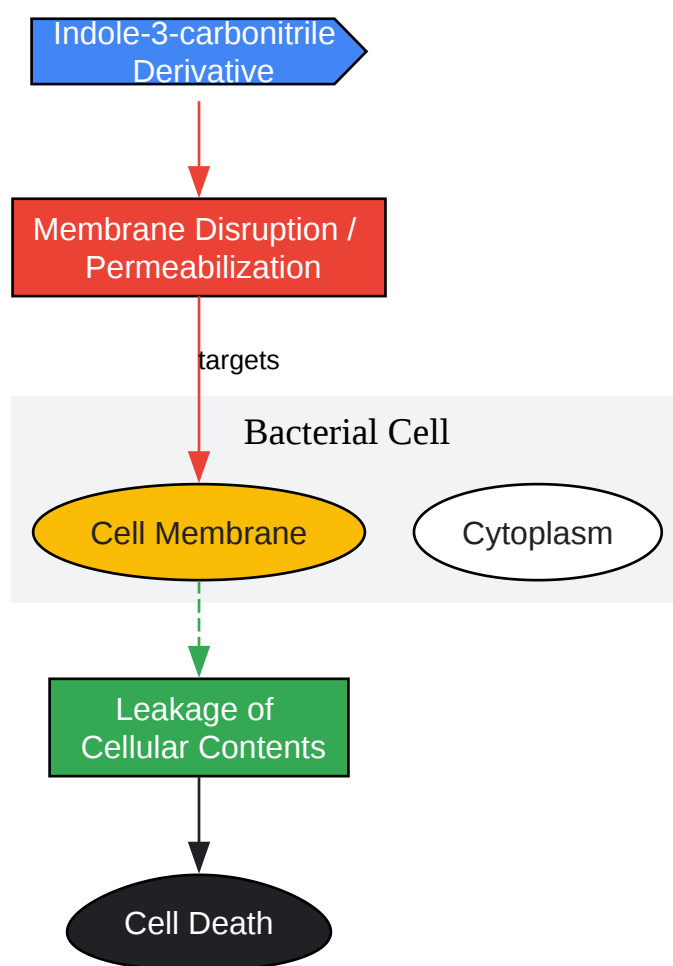 Indole-3-carbonitrile
Derivative
Membrane Disruption /
Permeabilization
targets
Bacterial Cell
Cell Membrane
Cytoplasm
Leakage of
Cellular Contents
Cell Death